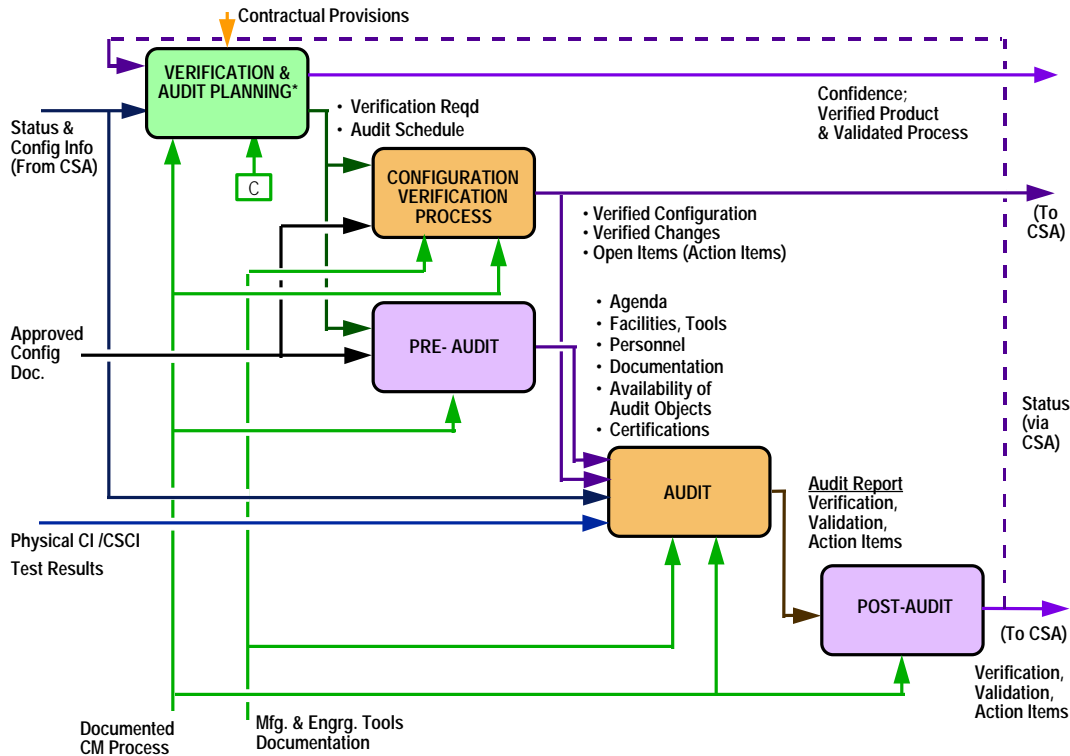 Contractual Provisions
VERIFICATION &
AUDIT PLANNING*
Confidence;
Verified Product
& Validated Process
Status &
Config Info
(From CSA)
• Verification Reqd
• Audit Schedule
C
CONFIGURATION
VERIFICATION
PROCESS
(To
CSA)
• Verified Configuration
• Verified Changes
• Open Items (Action Items)
Approved
Config
Doc.
PRE- AUDIT
• Agenda
• Facilities, Tools
• Personnel
• Documentation
• Availability of
Audit Objects
• Certifications
Status
(via
CSA)
AUDIT
Audit Report
Verification,
Validation,
Action Items
Physical CI /CSCI
Test Results
POST-AUDIT
(To CSA)
Verification,
Validation,
Action Items
Documented
CM Process
Mfg. & Engrg. Tools
Documentation